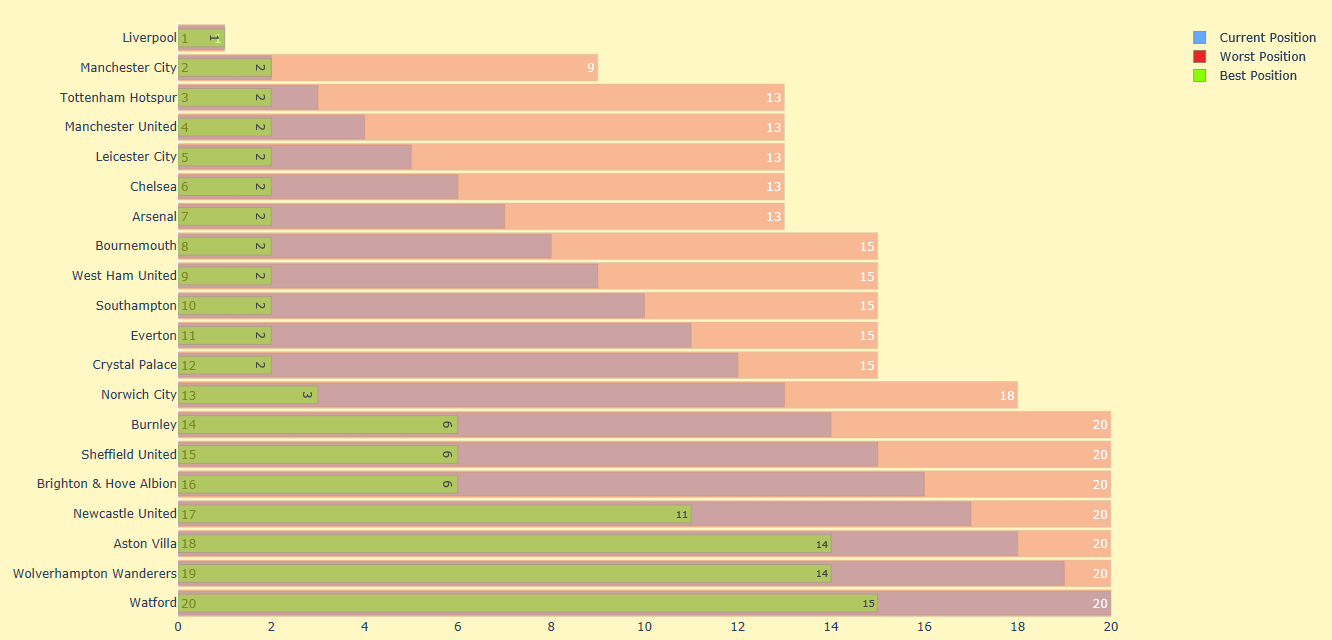 Liverpool 1 1 1
Manchester City 2 2 9
Tottenham Hotspur 3 2 13
Manchester United 4 2 13
Leicester City 5 2 13
Chelsea 6 2 13
Arsenal 7 2 13
Bournemouth 8 2 15
West Ham United 9 2 15
Southampton 10 2 15
Everton 11 2 15
Crystal Palace 12 2 15
Norwich City 13 3 18
Burnley 14 6 20
Sheffield United 15 6 20
Brighton & Hove Albion 16 6 20
Newcastle United 17 11 20
Aston Villa 18 14 20
Wolverhampton Wanderers 19 14 20
Watford 20 15 20
0 2 4 6 8 10 12 14 16 18 20
Current Position
Worst Position
Best Position